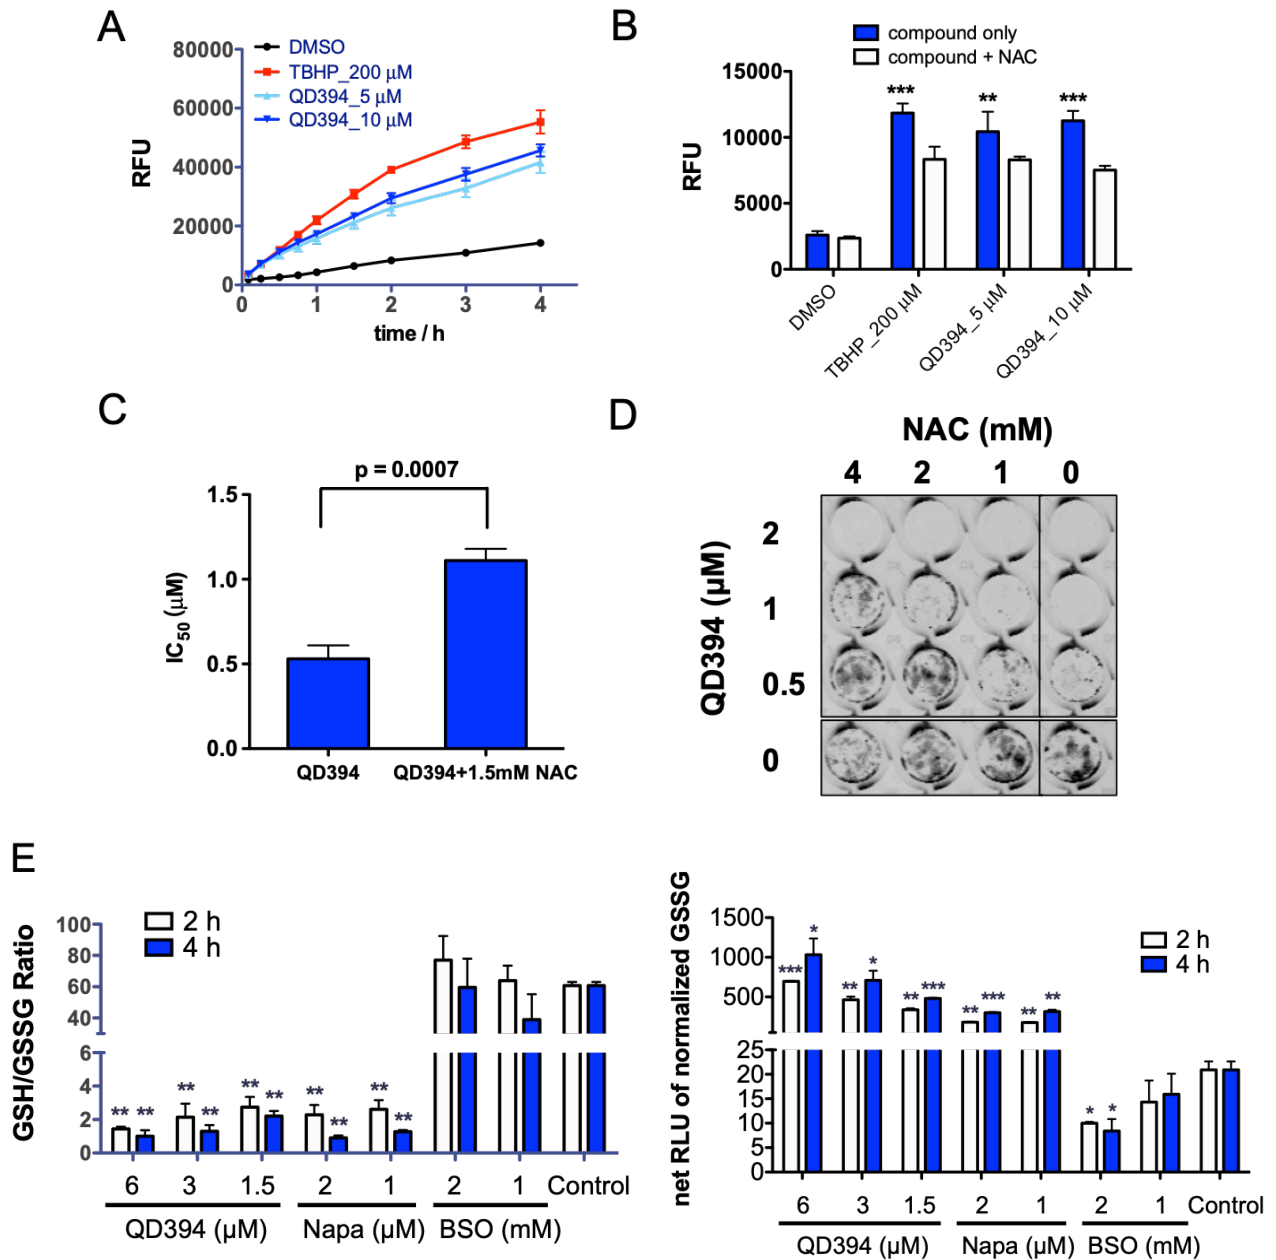 A
80000
60000
40000
20000
0
RFU
DMSO
TBHP_200 μM
QD394_5 μM
QD394_10 μM
0 1 2 3 4
time / h
B
compound only
compound + NAC
15000
10000
5000
0
RFU
*** ** ***
DMSO
TBHP_200 μM
QD394_5 μM
QD394_10 μM
C
p = 0.0007
1.5
1.0
0.5
0.0
IC50 (μM)
QD394 QD394+1.5mM NAC
D
NAC (mM)
4 2 1 0
QD394 (μM)
2
1
0.5
0
E
GSH/GSSG Ratio
2 h
4 h
100
80
60
40
6
4
2
0
** ** ** ** ** ** ** ** ** **
6 3 1.5 2 1 2 1 Control
QD394 (μM) Napa (μM) BSO (mM)
net RLU of normalized GSSG
2 h
4 h
1500
1000
500
25
20
15
10
5
0
*** * ** * ** *** ** *** ** ** * *
6 3 1.5 2 1 2 1 Control
QD394 (μM) Napa (μM) BSO (mM)